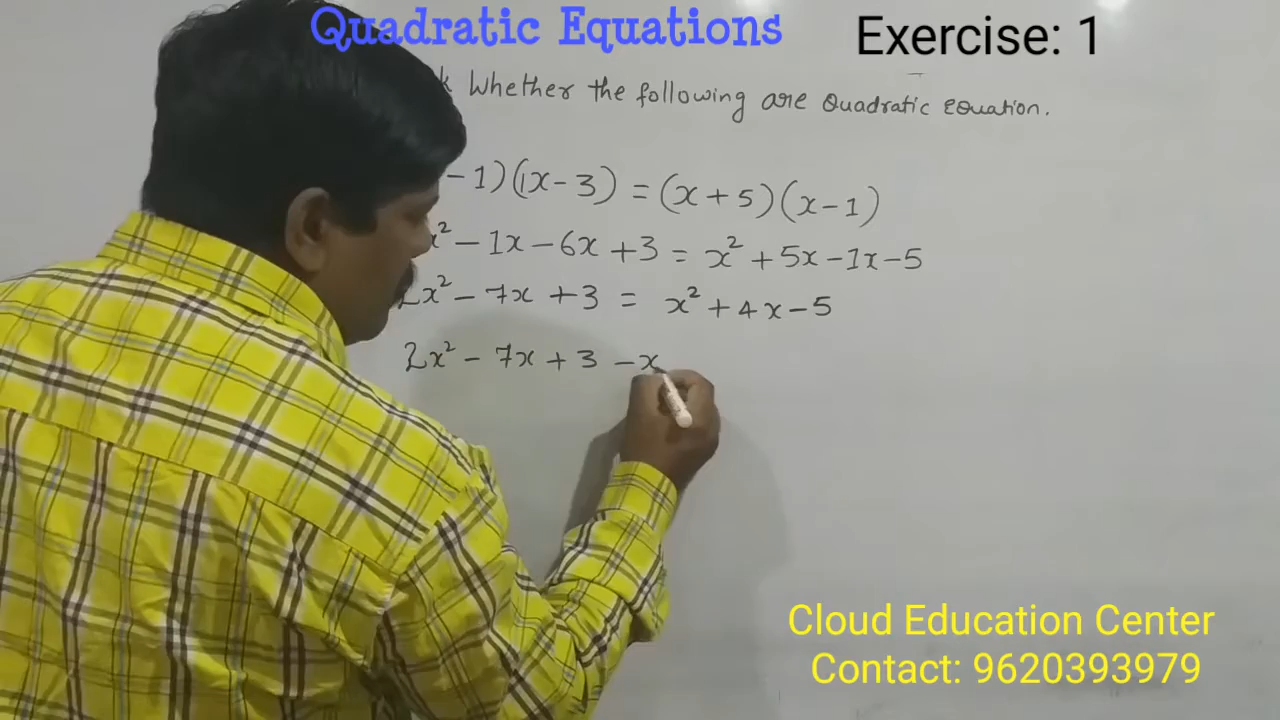 Quadratic Equations
Exercise: 1
k Whether the following are Quadratic Equation.
- 1)(1x - 3) = (x + 5)(x - 1)
x² - 1x - 6x + 3 = x² + 5x - 1x - 5
2x² - 7x + 3 = x² + 4x - 5
2x² - 7x + 3 - x
Cloud Education Center
Contact: 9620393979